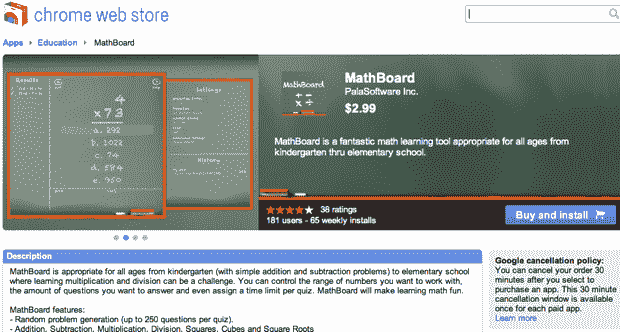 chrome web store
Apps › Education › MathBoard
Results
Settings
4
x73
a. 292
b. 1022
c. 74
d. 584
e. 950
History
MathBoard
MathBoard
PalaSoftware Inc.
$2.99
MathBoard is a fantastic math learning tool appropriate for all ages from
kindergarten thru elementary school.
38 ratings
181 users - 65 weekly installs
Buy and install
Description
MathBoard is appropriate for all ages from kindergarten (with simple addition and subtraction problems) to elementary school
where learning multiplication and division can be a challenge. You can control the range of numbers you want to work with,
the amount of questions you want to answer and even assign a time limit per quiz. MathBoard will make learning math fun.
MathBoard features:
- Random problem generation (up to 250 questions per quiz).
- Addition, Subtraction, Multiplication, Division, Squares, Cubes and Square Roots
Google cancellation policy:
You can cancel your order 30
minutes after you select to
purchase an app. This 30 minute
cancellation window is available
once for each paid app.
Learn more